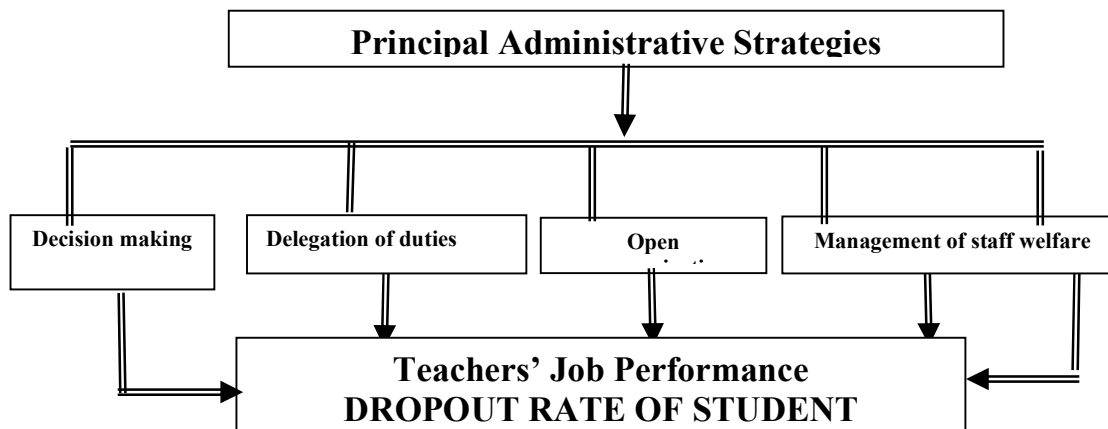 Principal Administrative Strategies
Decision making
Delegation of duties
Open
Management of staff welfare
Teachers’ Job Performance
DROPOUT RATE OF STUDENT